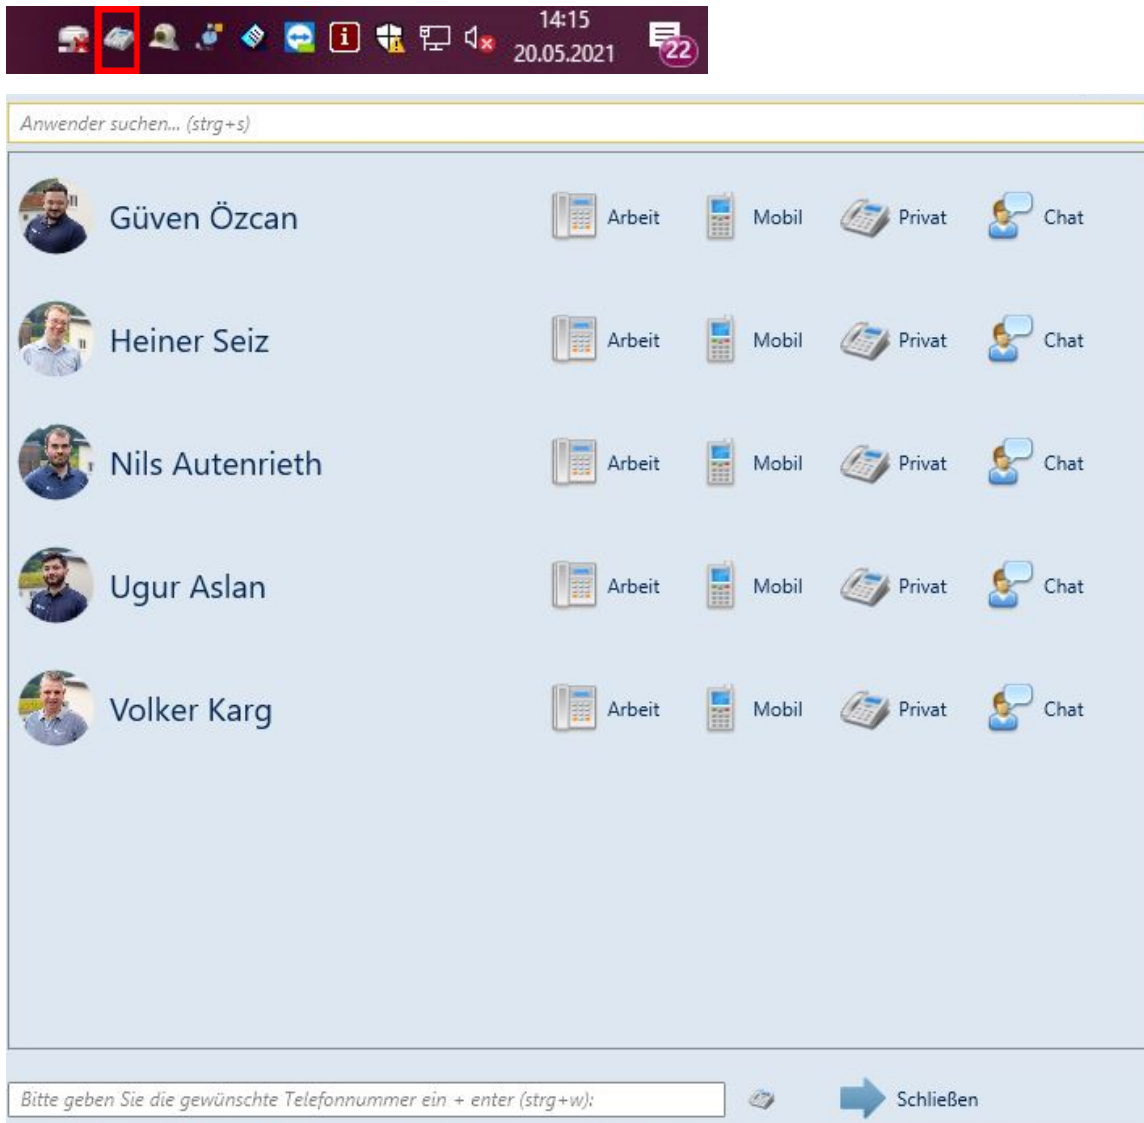 14:15
20.05.2021
22
Anwender suchen... (strg+s)
Güven Özcan Arbeit Mobil Privat Chat
Heiner Seiz Arbeit Mobil Privat Chat
Nils Autenrieth Arbeit Mobil Privat Chat
Ugur Aslan Arbeit Mobil Privat Chat
Volker Karg Arbeit Mobil Privat Chat
Bitte geben Sie die gewünschte Telefonnummer ein + enter (strg+w): Schließen